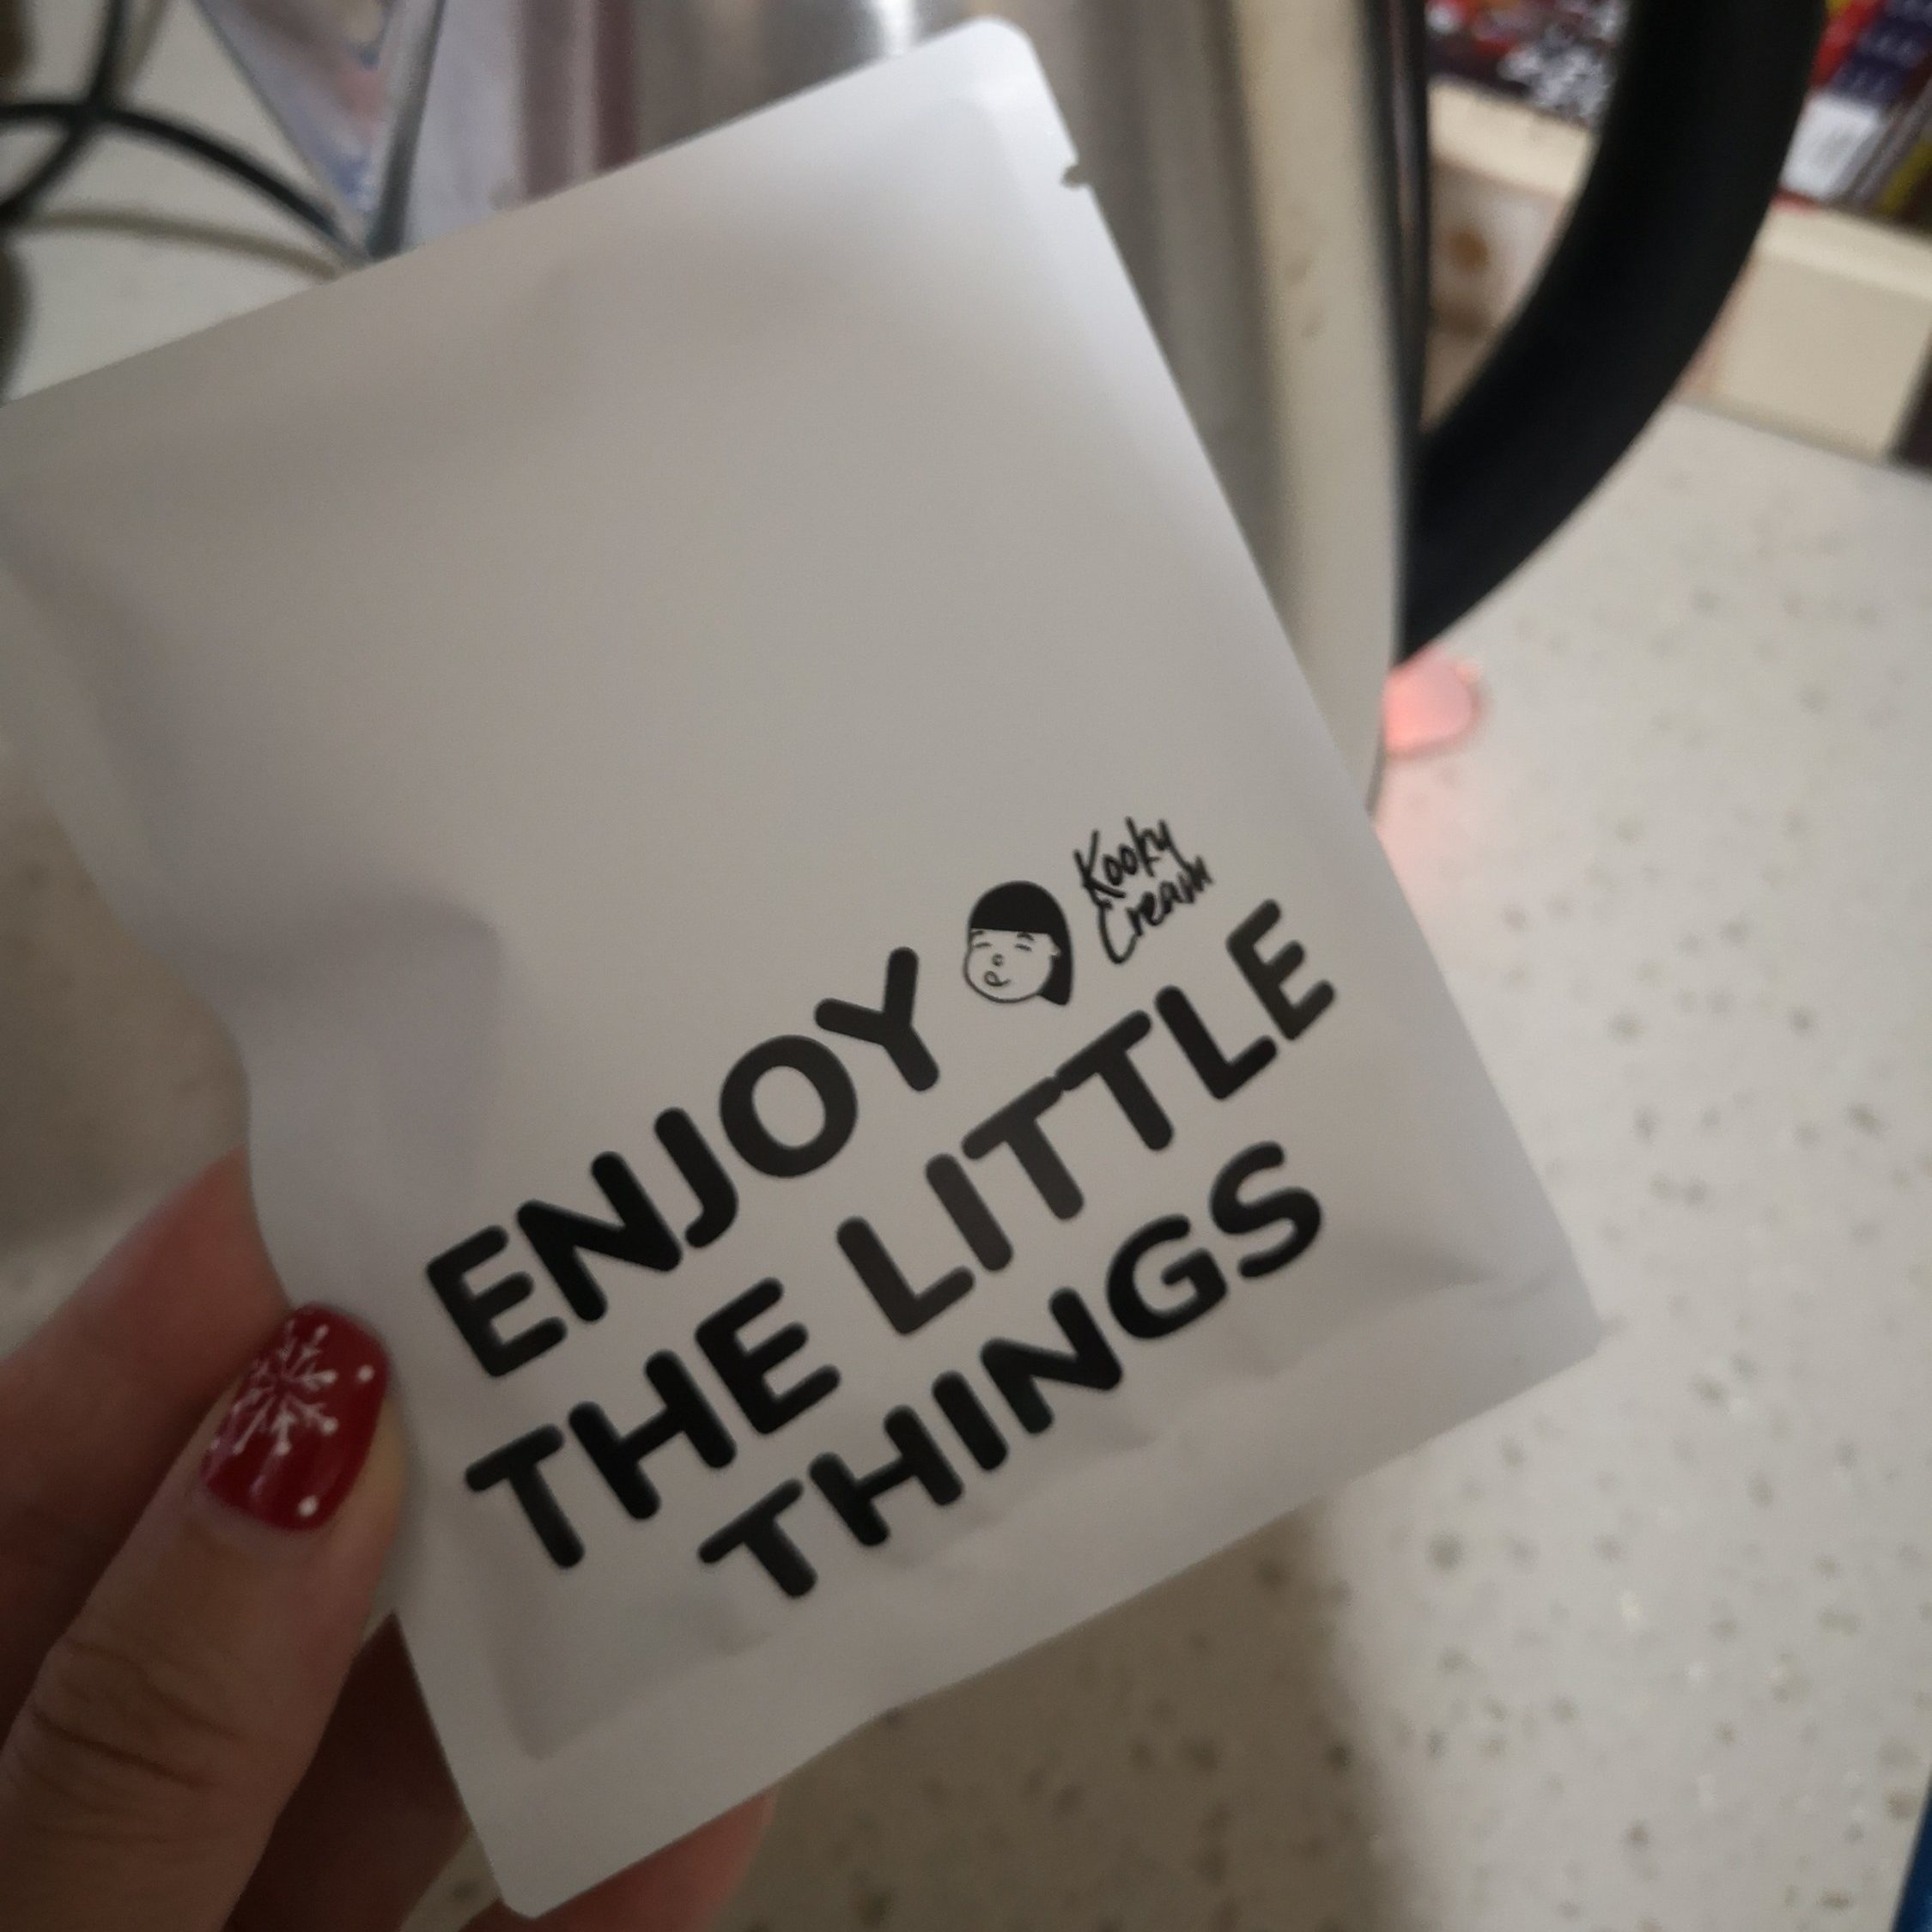 Kooky
Cream
ENJOY
THE LITTLE
THINGS